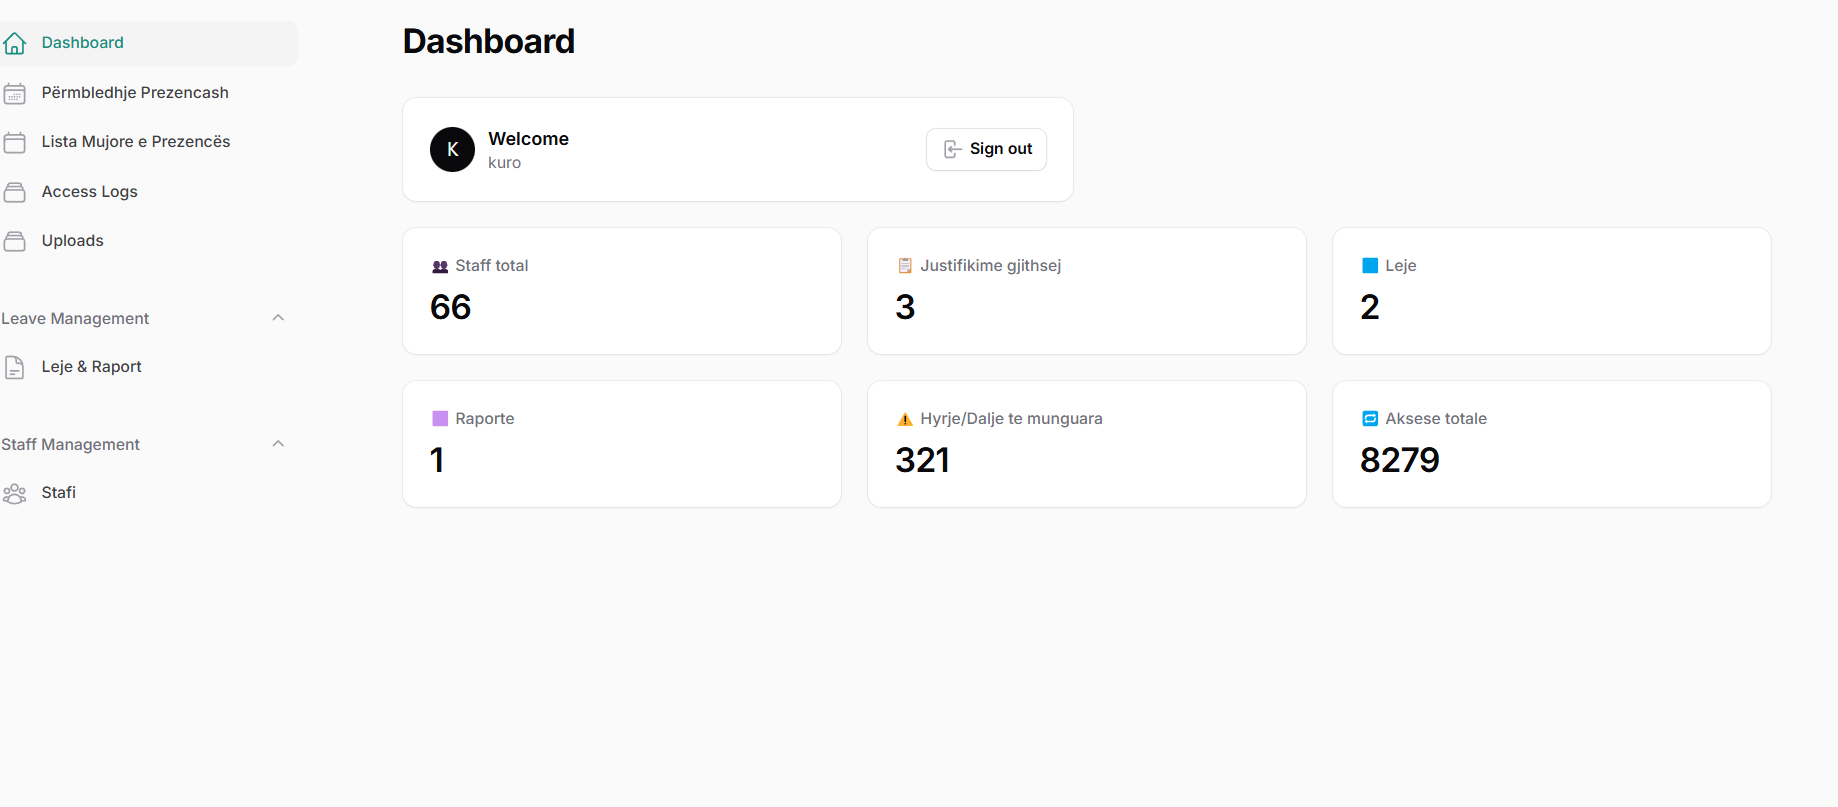 Dashboard
Përmbledhje Prezencash
Lista Mujore e Prezencës
Access Logs
Uploads
Leave Management
Leje & Raport
Staff Management
Stafi
Dashboard
K
Welcome
kuro
Sign out
Staff total
66
Justifikime gjithsej
3
Leje
2
Raporte
1
Hyrje/Dalje te munguara
321
Aksese totale
8279